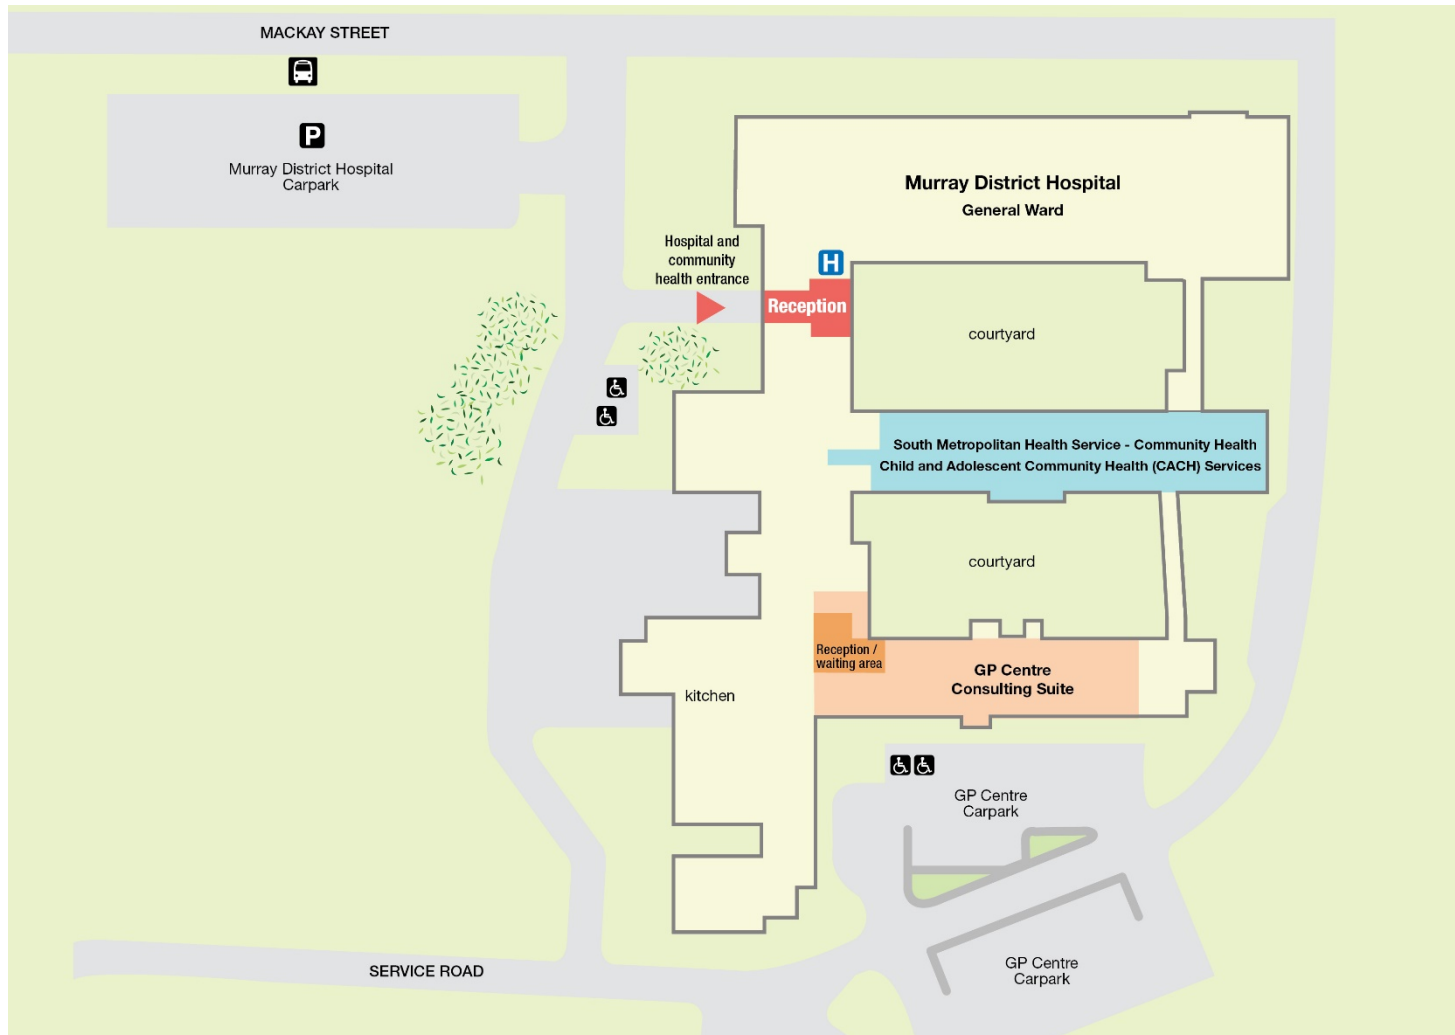 MACKAY STREET
P
Murray District Hospital
Carpark
Murray District Hospital
General Ward
Hospital and
community
health entrance
H
Reception
courtyard
South Metropolitan Health Service - Community Health
Child and Adolescent Community Health (CACH) Services
courtyard
Reception /
waiting area
GP Centre
Consulting Suite
kitchen
GP Centre
Carpark
GP Centre
Carpark
SERVICE ROAD